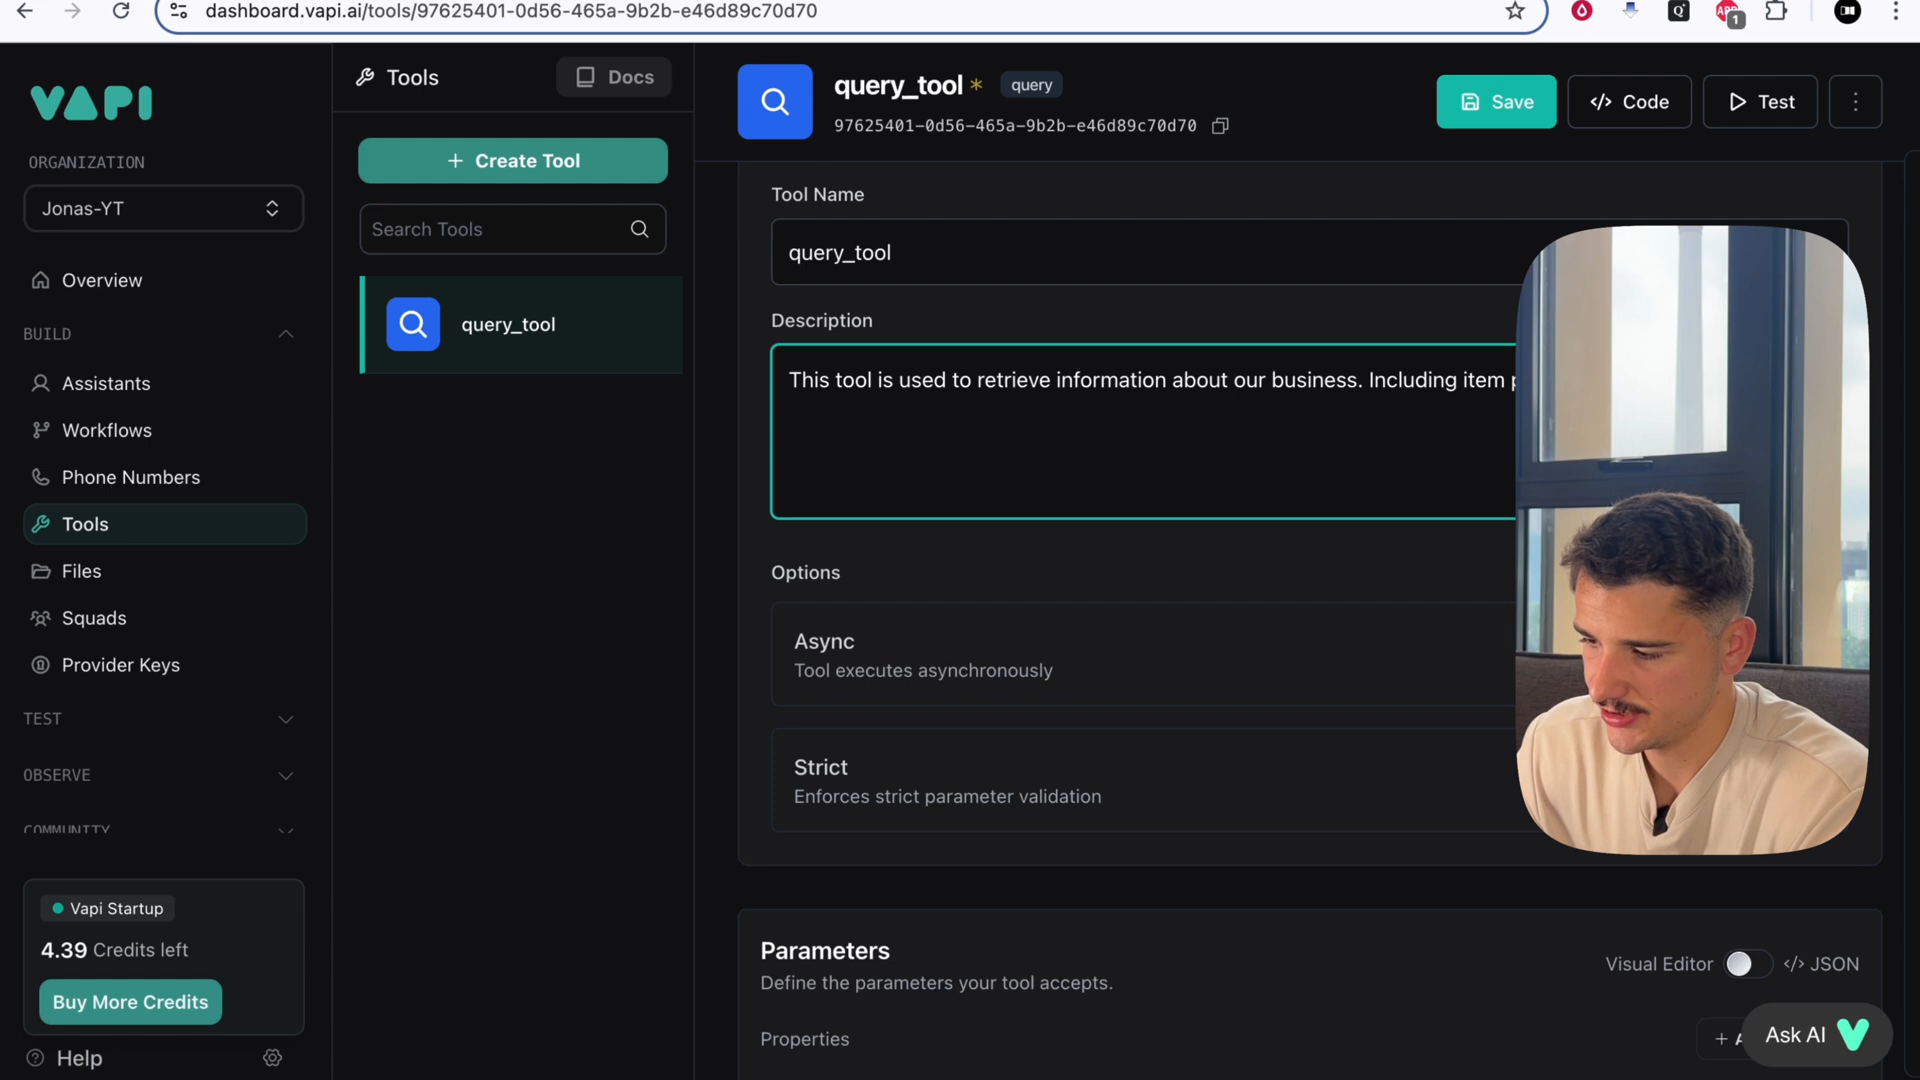 dashboard.vapi.ai/tools/97625401-0d56-465a-9b2b-e46d89c70d70
1
VAPI
ORGANIZATION
Jonas-YT
Overview
BUILD
Assistants
Workflows
Phone Numbers
Tools
Files
Squads
Provider Keys
TEST
OBSERVE
COMMUNITY
Vapi Startup
4.39 Credits left
Buy More Credits
Help
Tools
Docs
+ Create Tool
Search Tools
query_tool
query_tool *
query
97625401-0d56-465a-9b2b-e46d89c70d70
Save
</> Code
Test
Tool Name
query_tool
Description
This tool is used to retrieve information about our business. Including item
Options
Async
Tool executes asynchronously
Strict
Enforces strict parameter validation
Parameters
Define the parameters your tool accepts.
Visual Editor
</> JSON
Properties
Ask AI